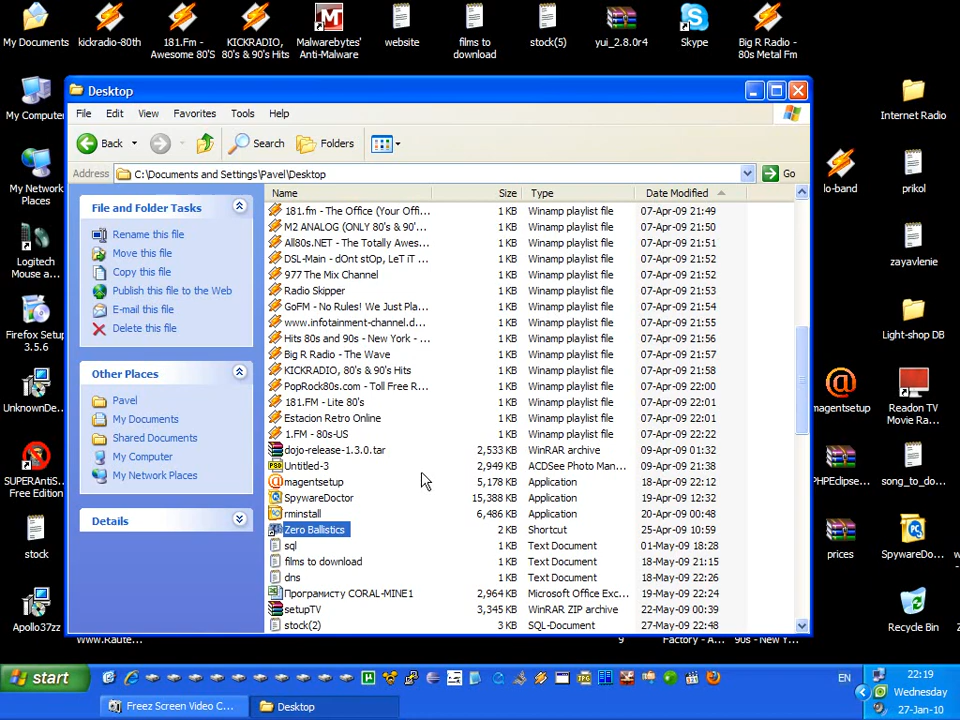 My Documents
kickradio-80th
181.Fm -
Awesome 80'S
KICKRADIO,
80's & 90's Hits
Malwarebytes'
Anti-Malware
website
films to
download
stock(5)
yui_2.8.0r4
Skype
Big R Radio -
80s Metal Fm
My Computer
My Network
Places
Logitech
Mouse a...
Firefox Setup
3.5.6
UnknownDe...
SUPERAntiS...
Free Edition
stock
Apollo37zz
Desktop
File
Edit
View
Favorites
Tools
Help
Back
Search
Folders
Address
C:\Documents and Settings\Pavel\Desktop
Go
File and Folder Tasks
Rename this file
Move this file
Copy this file
Publish this file to the Web
E-mail this file
Delete this file
Other Places
Pavel
My Documents
Shared Documents
My Computer
My Network Places
Details
Name Size Type Date Modified
181.fm - The Office (Your Offi... 1 KB Winamp playlist file 07-Apr-09 21:49
M2 ANALOG (ONLY 80's & 90'... 1 KB Winamp playlist file 07-Apr-09 21:50
All80s.NET - The Totally Awes... 1 KB Winamp playlist file 07-Apr-09 21:51
DSL-Main - dOnt stOp, LeT iT ... 1 KB Winamp playlist file 07-Apr-09 21:52
977 The Mix Channel 1 KB Winamp playlist file 07-Apr-09 21:52
Radio Skipper 1 KB Winamp playlist file 07-Apr-09 21:53
GoFM - No Rules! We Just Pla... 1 KB Winamp playlist file 07-Apr-09 21:54
www.infotainment-channel.d... 1 KB Winamp playlist file 07-Apr-09 21:55
Hits 80s and 90s - New York - ... 1 KB Winamp playlist file 07-Apr-09 21:56
Big R Radio - The Wave 1 KB Winamp playlist file 07-Apr-09 21:57
KICKRADIO, 80's & 90's Hits 1 KB Winamp playlist file 07-Apr-09 21:58
PopRock80s.com - Toll Free R... 1 KB Winamp playlist file 07-Apr-09 22:00
181.FM - Lite 80's 1 KB Winamp playlist file 07-Apr-09 22:01
Estacion Retro Online 1 KB Winamp playlist file 07-Apr-09 22:01
1.FM - 80s-US 1 KB Winamp playlist file 07-Apr-09 22:22
dojo-release-1.3.0.tar 2,533 KB WinRAR archive 09-Apr-09 01:32
Untitled-3 2,949 KB ACDSee Photo Man... 09-Apr-09 21:38
magentsetup 5,178 KB Application 18-Apr-09 22:12
SpywareDoctor 15,388 KB Application 19-Apr-09 12:32
rminstall 6,486 KB Application 20-Apr-09 00:48
Zero Ballistics 2 KB Shortcut 25-Apr-09 10:59
sql 1 KB Text Document 01-May-09 18:28
films to download 1 KB Text Document 18-May-09 21:15
dns 1 KB Text Document 18-May-09 22:26
Програмисту CORAL-MINE1 2,964 KB Microsoft Office Exc... 19-May-09 22:24
setupTV 3,345 KB WinRAR ZIP archive 22-May-09 00:39
stock(2) 3 KB SQL-Document 27-May-09 22:48
Internet Radio
lo-band
prikol
zayavlenie
Light-shop DB
magentsetup
Readon TV
Movie Ra...
PHPEclipse...
song_to_do...
prices
SpywareDo...
Recycle Bin
www.Raute...
9
Factory - A...
90s - New Y...
start
EN
22:19
Wednesday
27-Jan-10
Freez Screen Video C...
Desktop